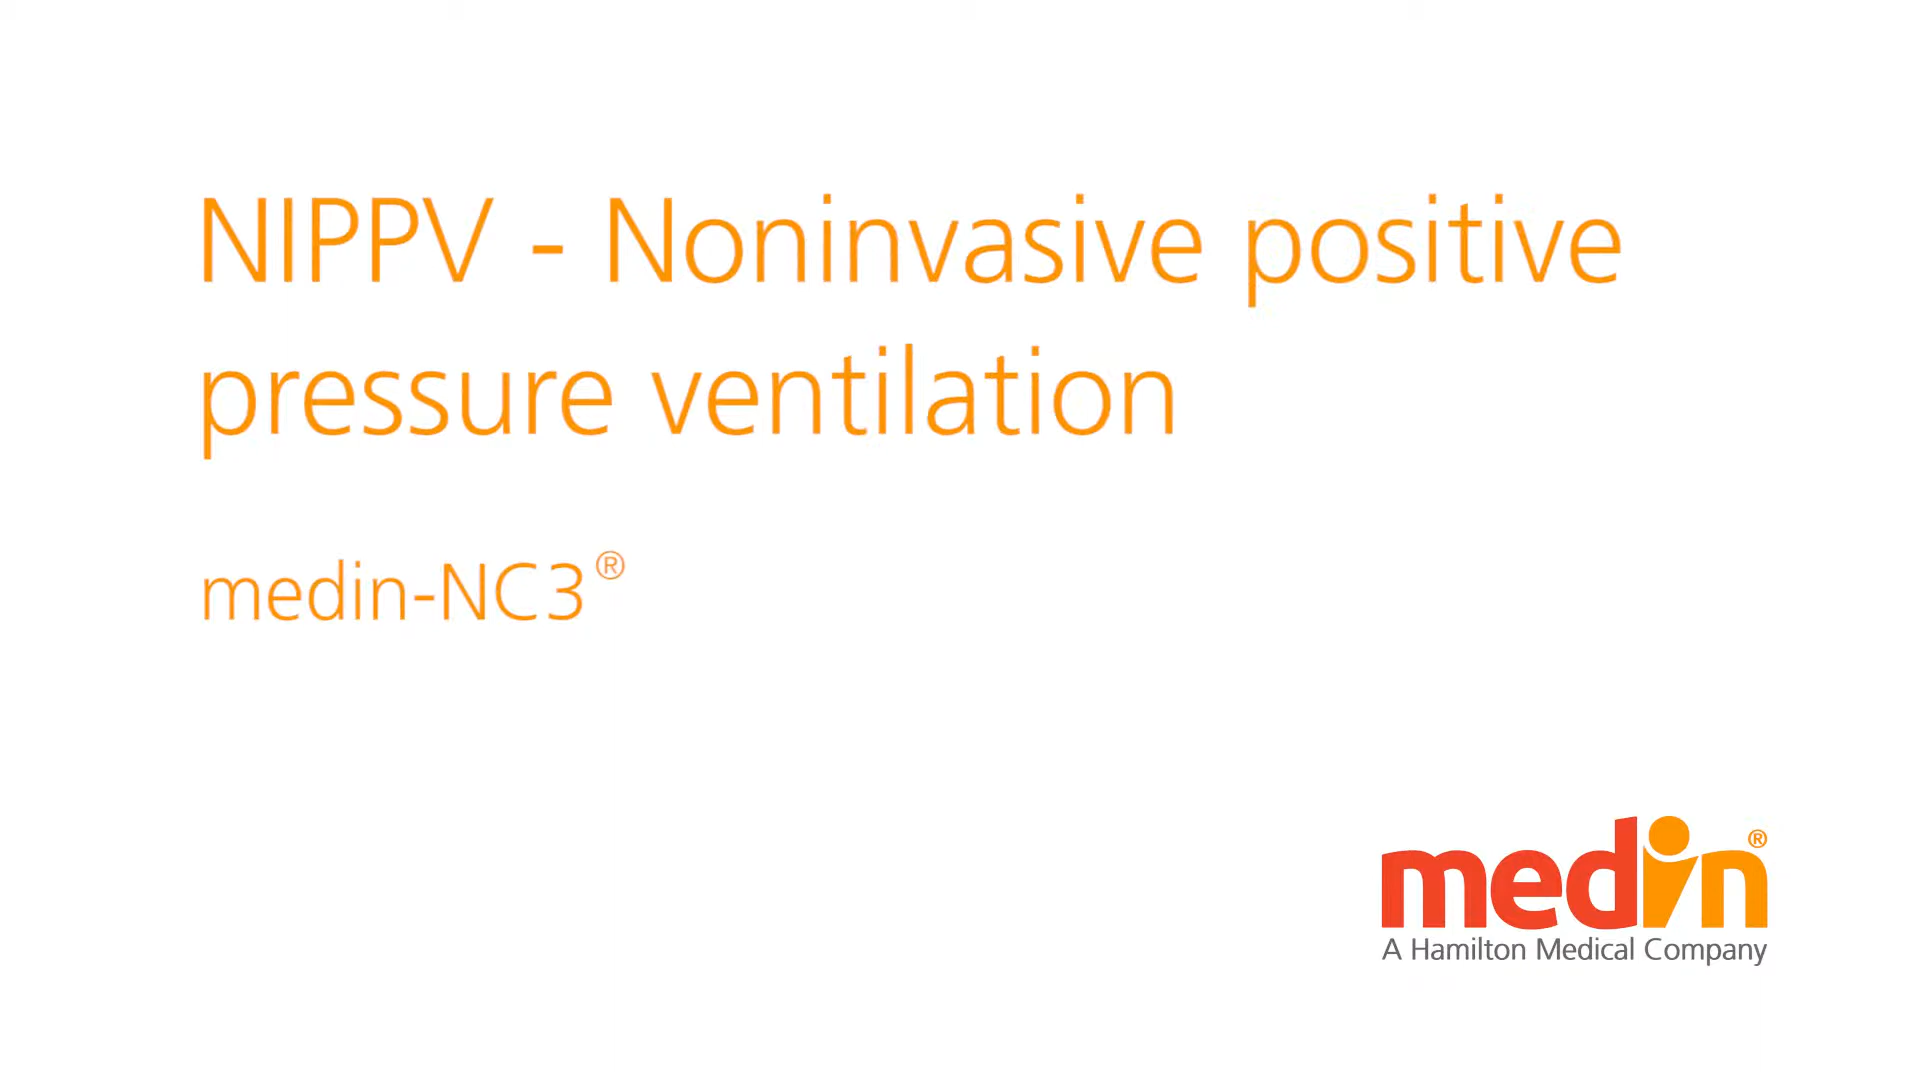 NIPPV - Noninvasive positive
pressure ventilation
medin-NC3®
medin®
A Hamilton Medical Company